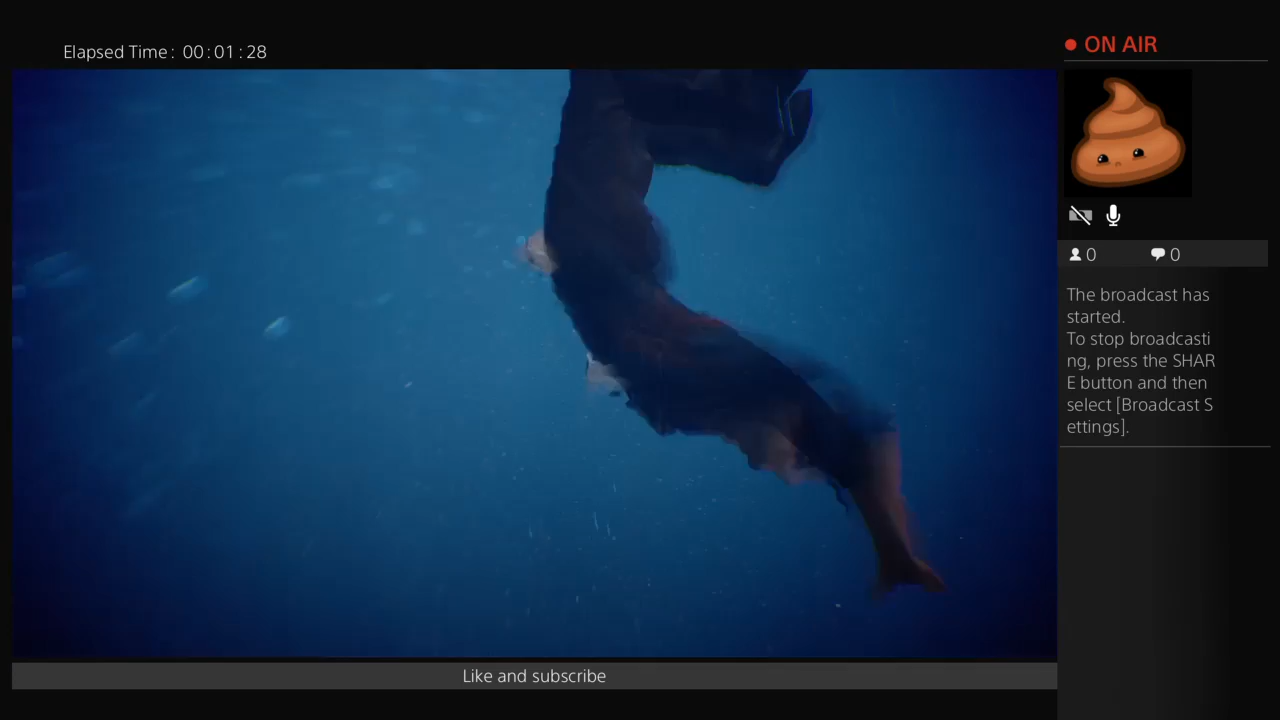 Elapsed Time: 00:01:28
ON AIR
0 0
The broadcast has
started.
To stop broadcasti
ng, press the SHAR
E button and then
select [Broadcast S
ettings].
Like and subscribe